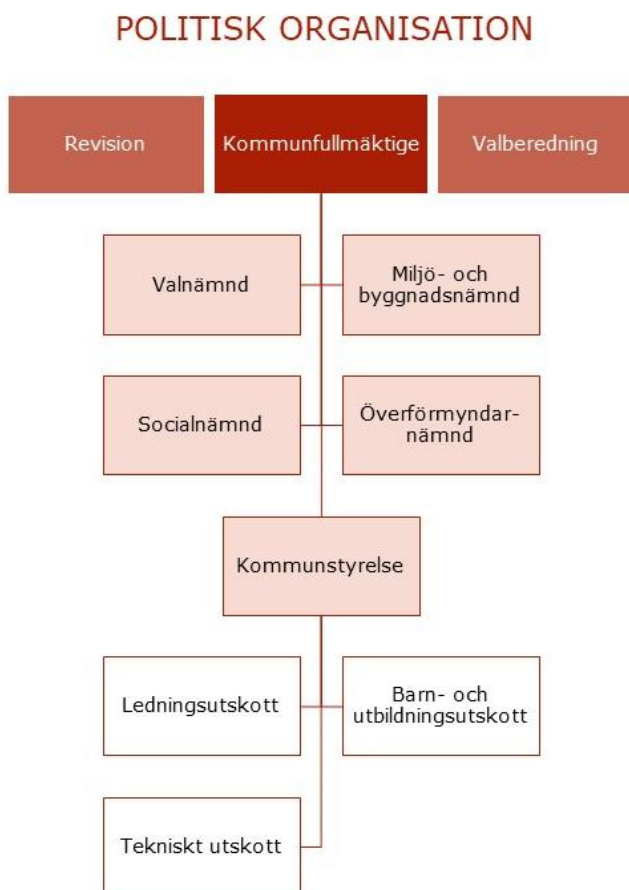 POLITISK ORGANISATION
Revision
Kommunfullmäktige
Valberedning
Valnämnd
Miljö- och
byggnadsnämnd
Socialnämnd
Överförmyndar-
nämnd
Kommunstyrelse
Ledningsutskott
Barn- och
utbildningsutskott
Tekniskt utskott